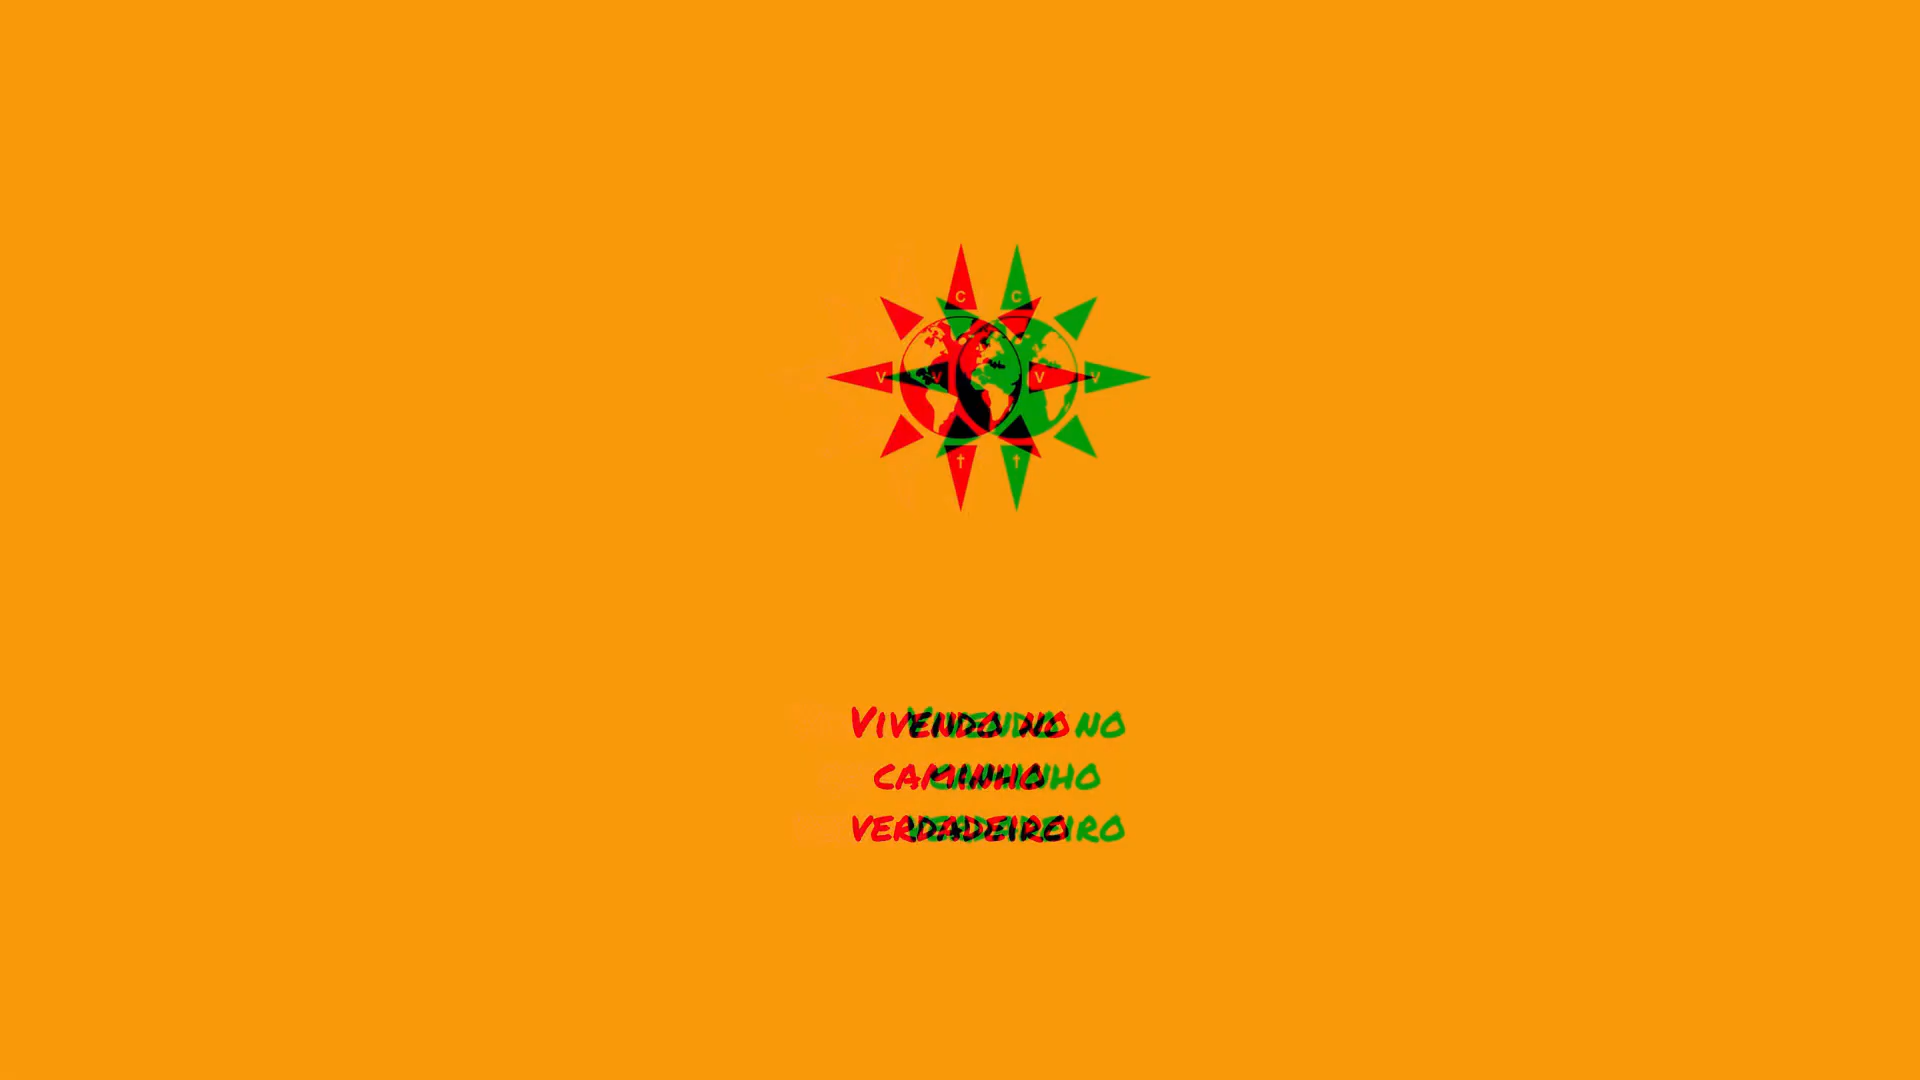 C C
V V V V
† †
Vivendo no
caminho
verdadeiro